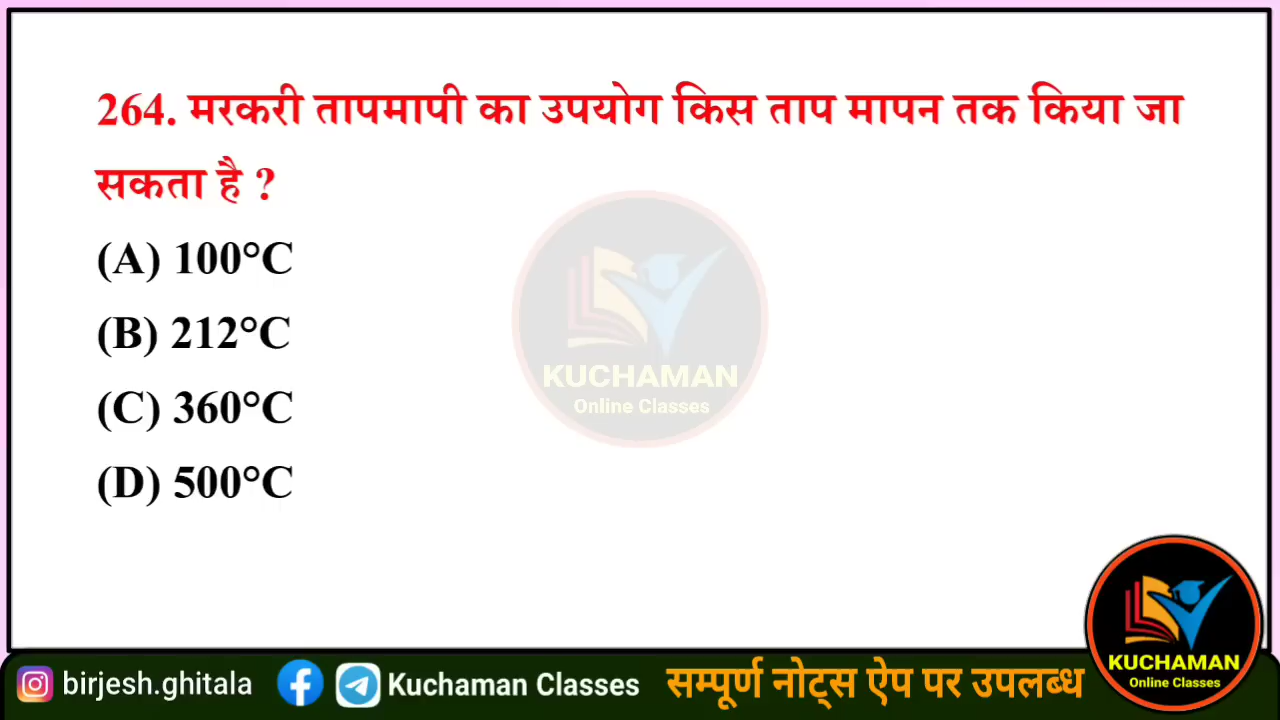 264. मरकरी तापमापी का उपयोग किस ताप मापन तक किया जा
सकता है ?
(A) 100°C
(B) 212°C
(C) 360°C
(D) 500°C
KUCHAMAN
Online Classes
KUCHAMAN
Online Classes
birjesh.ghitala
Kuchaman Classes
सम्पूर्ण नोट्स ऐप पर उपलब्ध